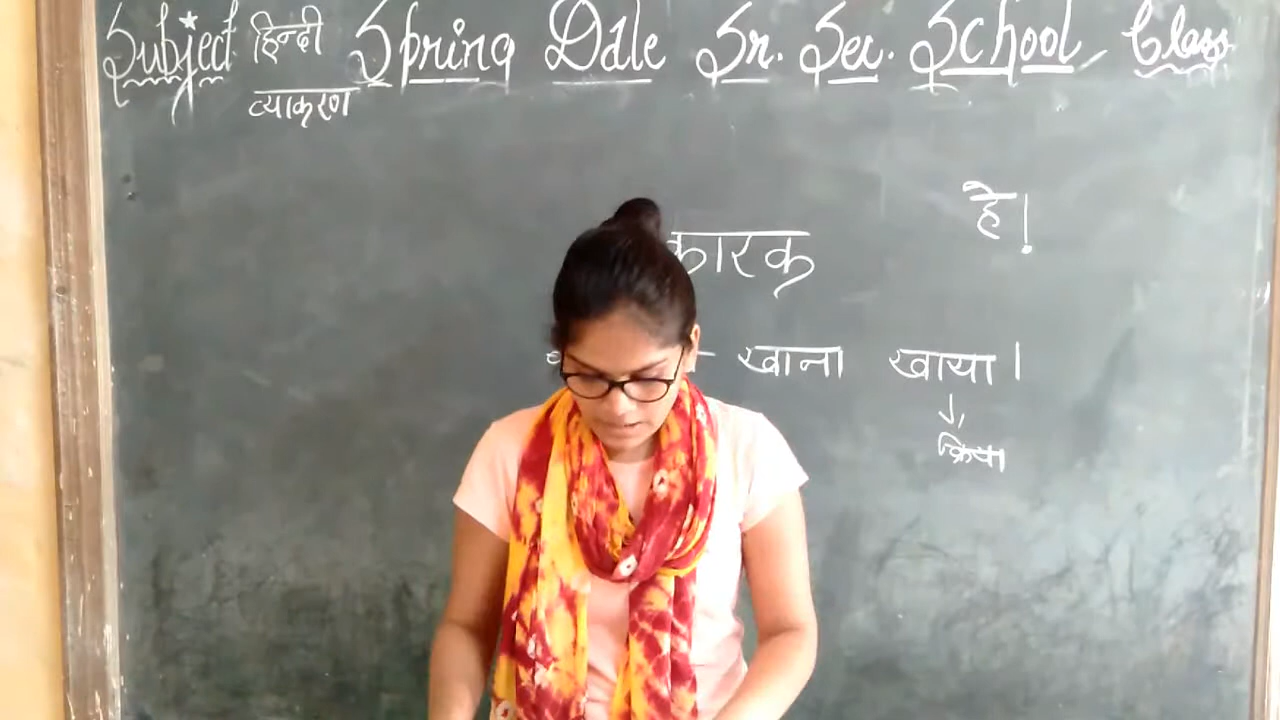 Subject हिन्दी Spring Dale Sr. Sec. School, Class
व्याकरण
हे!
कारक
— खाना खाया।
↓
क्रिया